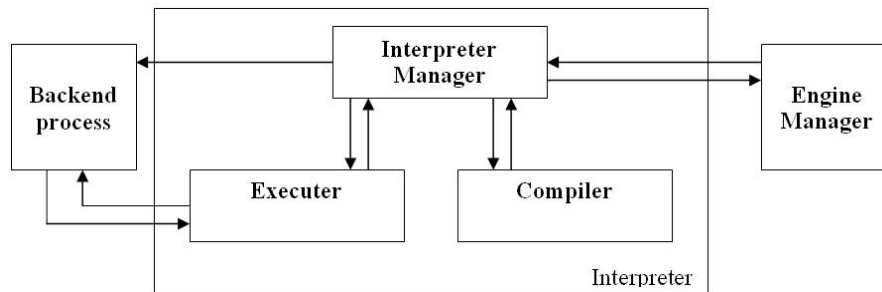 Interpreter
Manager
Backend
process
Engine
Manager
Executer
Compiler
Interpreter